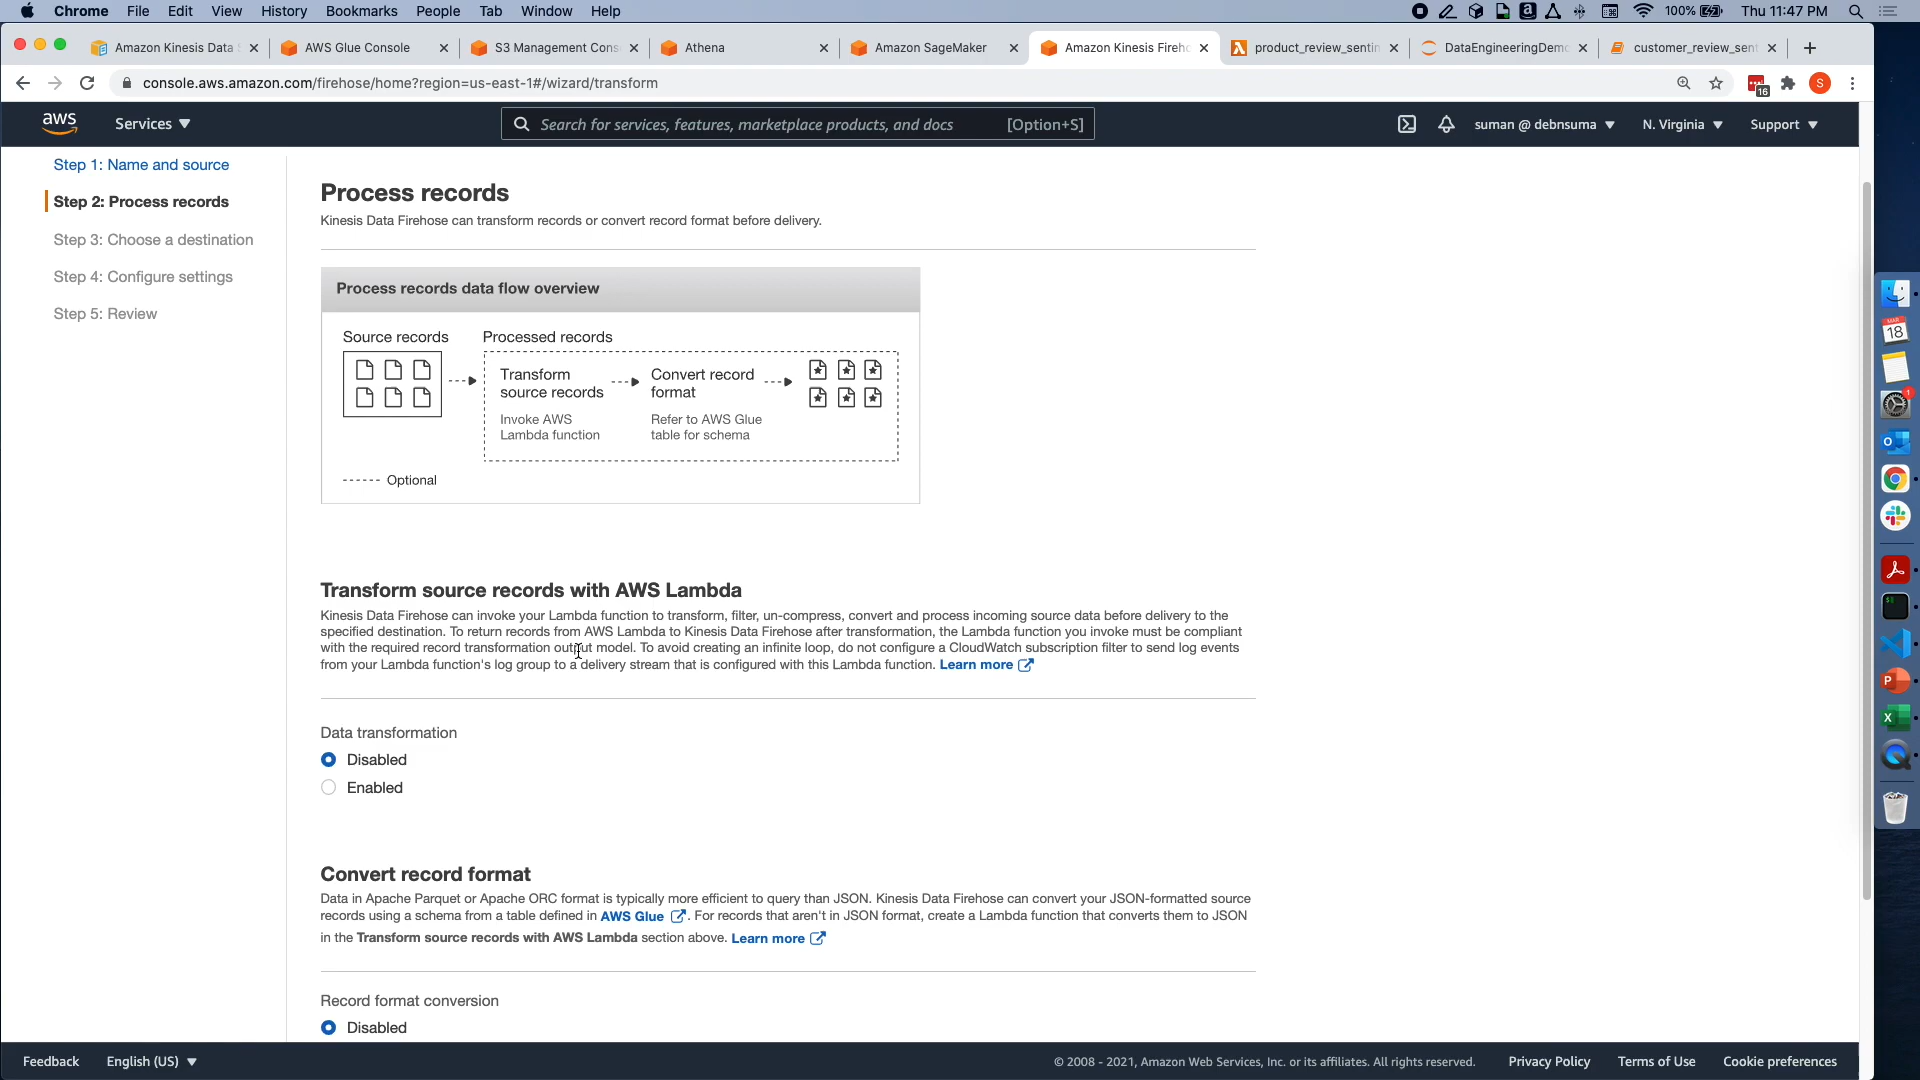 Chrome File Edit View History Bookmarks People Tab Window Help 100% Thu 11:47 PM
Amazon Kinesis Data
AWS Glue Console
S3 Management Cons
Athena
Amazon SageMaker
Amazon Kinesis Fireho
product_review_sentin
DataEngineeringDemo
customer_review_sent
console.aws.amazon.com/firehose/home?region=us-east-1#/wizard/transform
16
S
aws Services Search for services, features, marketplace products, and docs [Option+S] suman @ debnsuma N. Virginia Support
Step 1: Name and source
Step 2: Process records
Step 3: Choose a destination
Step 4: Configure settings
Step 5: Review
Process records
Kinesis Data Firehose can transform records or convert record format before delivery.
Process records data flow overview
Source records
Processed records
Transform
source records
Invoke AWS
Lambda function
Convert record
format
Refer to AWS Glue
table for schema
Optional
Transform source records with AWS Lambda
Kinesis Data Firehose can invoke your Lambda function to transform, filter, un-compress, convert and process incoming source data before delivery to the
specified destination. To return records from AWS Lambda to Kinesis Data Firehose after transformation, the Lambda function you invoke must be compliant
with the required record transformation output model. To avoid creating an infinite loop, do not configure a CloudWatch subscription filter to send log events
from your Lambda function's log group to a delivery stream that is configured with this Lambda function. Learn more
Data transformation
Disabled
Enabled
Convert record format
Data in Apache Parquet or Apache ORC format is typically more efficient to query than JSON. Kinesis Data Firehose can convert your JSON-formatted source
records using a schema from a table defined in AWS Glue . For records that aren't in JSON format, create a Lambda function that converts them to JSON
in the Transform source records with AWS Lambda section above. Learn more
Record format conversion
Disabled
Feedback English (US) © 2008 - 2021, Amazon Web Services, Inc. or its affiliates. All rights reserved. Privacy Policy Terms of Use Cookie preferences
MAR
18
1